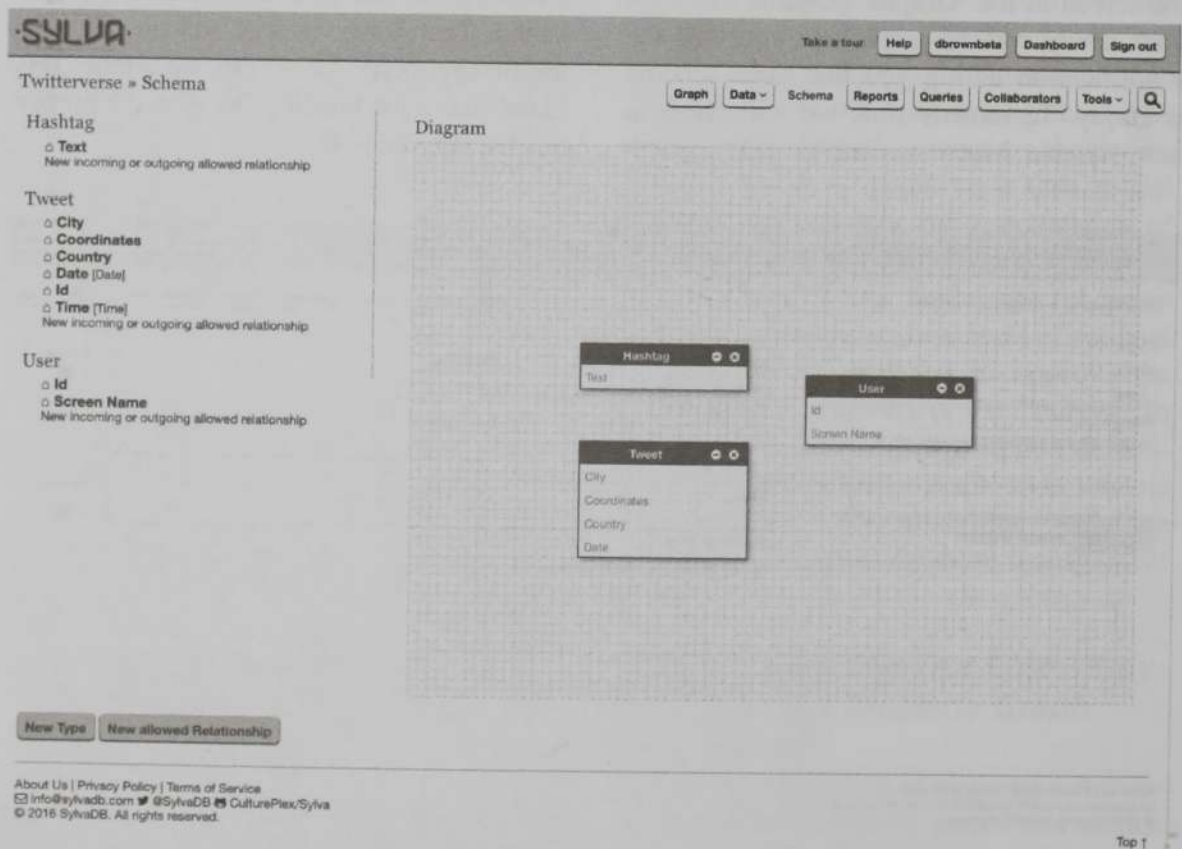 ·SYLVA·
Take a tour Help dbrownbeta Dashboard Sign out
Twitterverse » Schema
Graph Data Schema Reports Queries Collaborators Tools
Hashtag
Text
New incoming or outgoing allowed relationship
Tweet
City
Coordinates
Country
Date [Date]
Id
Time [Time]
New incoming or outgoing allowed relationship
User
Id
Screen Name
New incoming or outgoing allowed relationship
Diagram
Hashtag
Text
User
Id
Screen Name
Tweet
City
Coordinates
Country
Date
New Type New allowed Relationship
About Us | Privacy Policy | Terms of Service
info@sylvadb.com @SylvaDB CulturePlex/Sylva
© 2016 SylvaDB. All rights reserved.
Top ↑